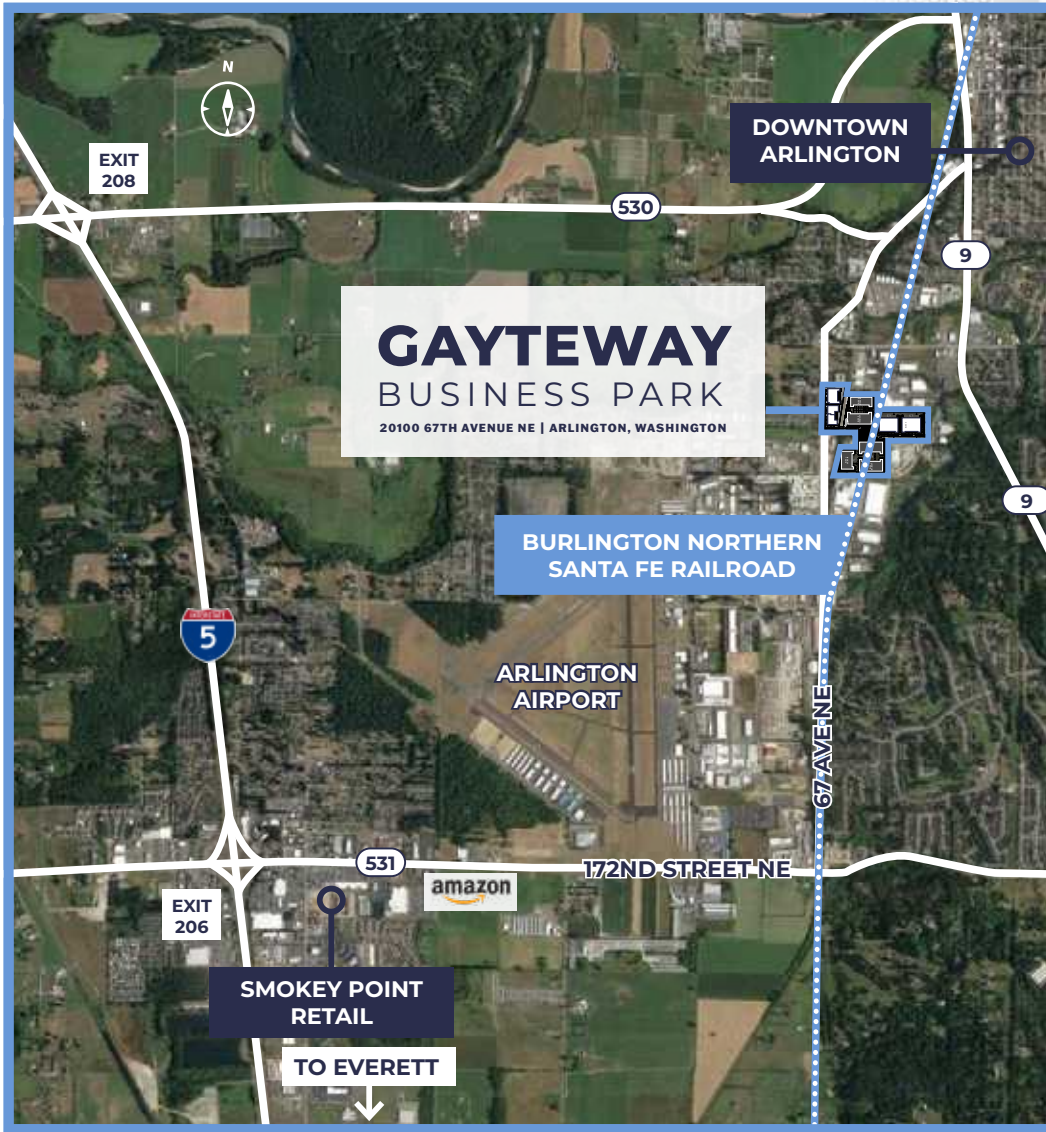 N
EXIT
208
DOWNTOWN
ARLINGTON
530
9
GAYTEWAY
BUSINESS PARK
20100 67TH AVENUE NE | ARLINGTON, WASHINGTON
9
BURLINGTON NORTHERN
SANTA FE RAILROAD
INTERSTATE
5
ARLINGTON
AIRPORT
67 AVE NE
531
172ND STREET NE
amazon
EXIT
206
SMOKEY POINT
RETAIL
TO EVERETT